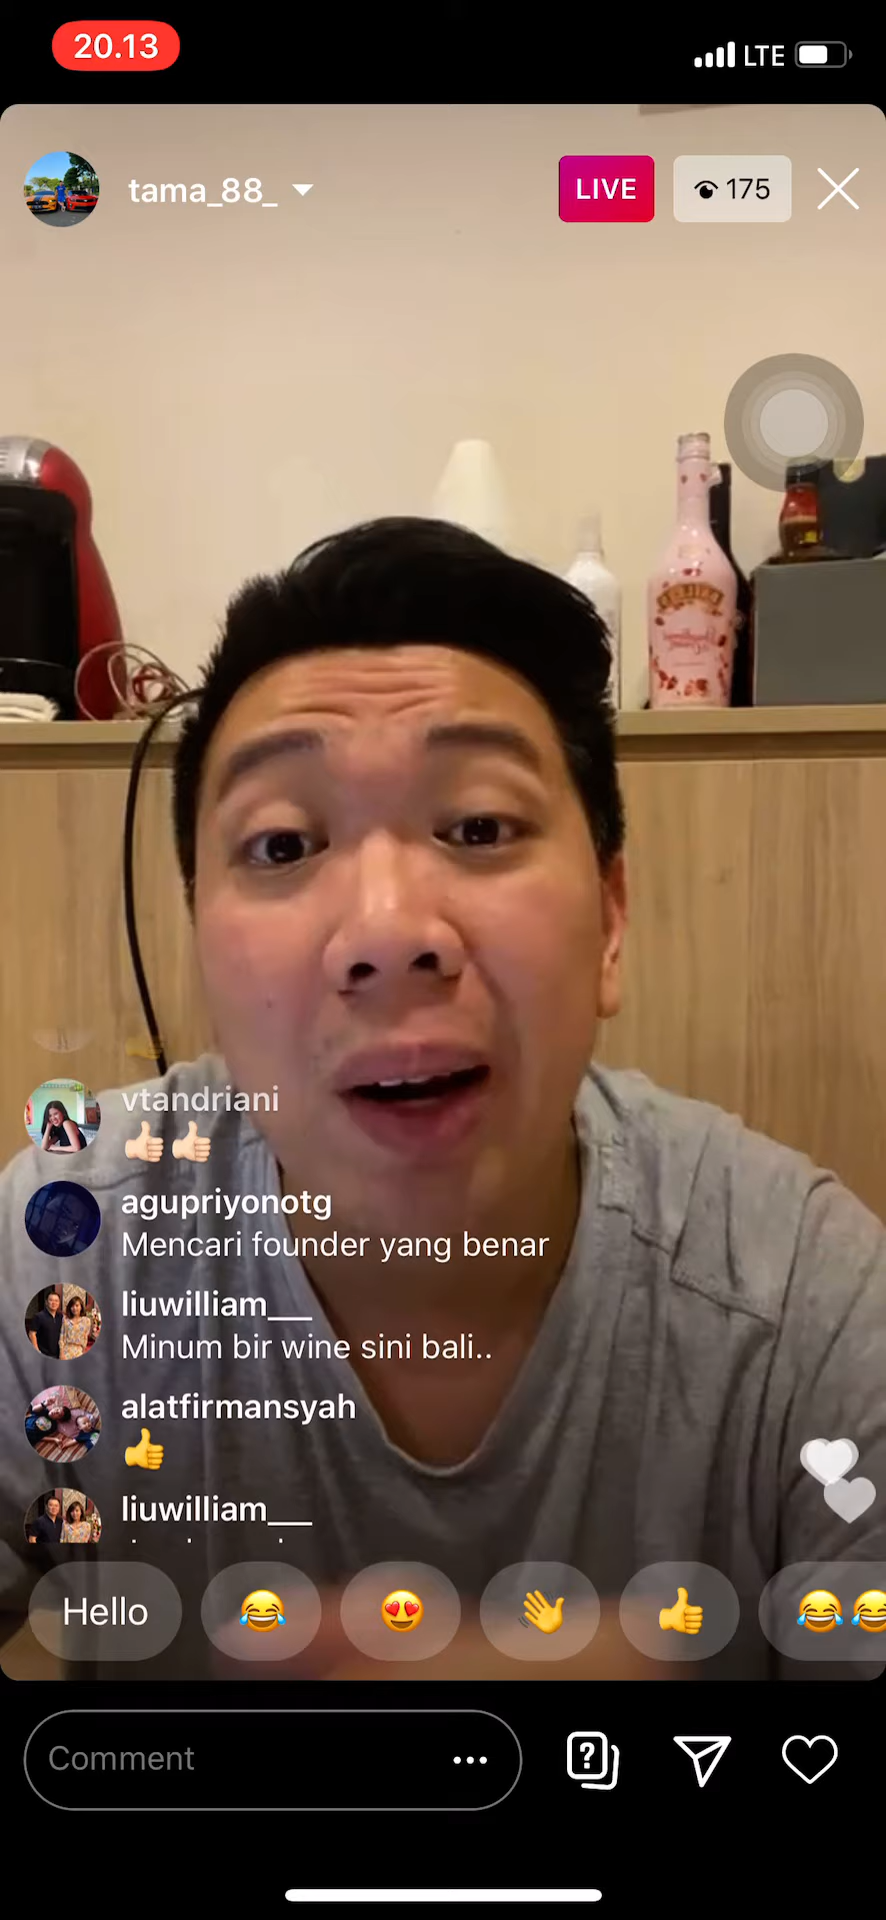 20.13
LTE
tama_88_
LIVE
175
vtandriani
agupriyonotg
Mencari founder yang benar
liuwilliam___
Minum bir wine sini bali..
alatfirmansyah
liuwilliam___
Hello
Comment